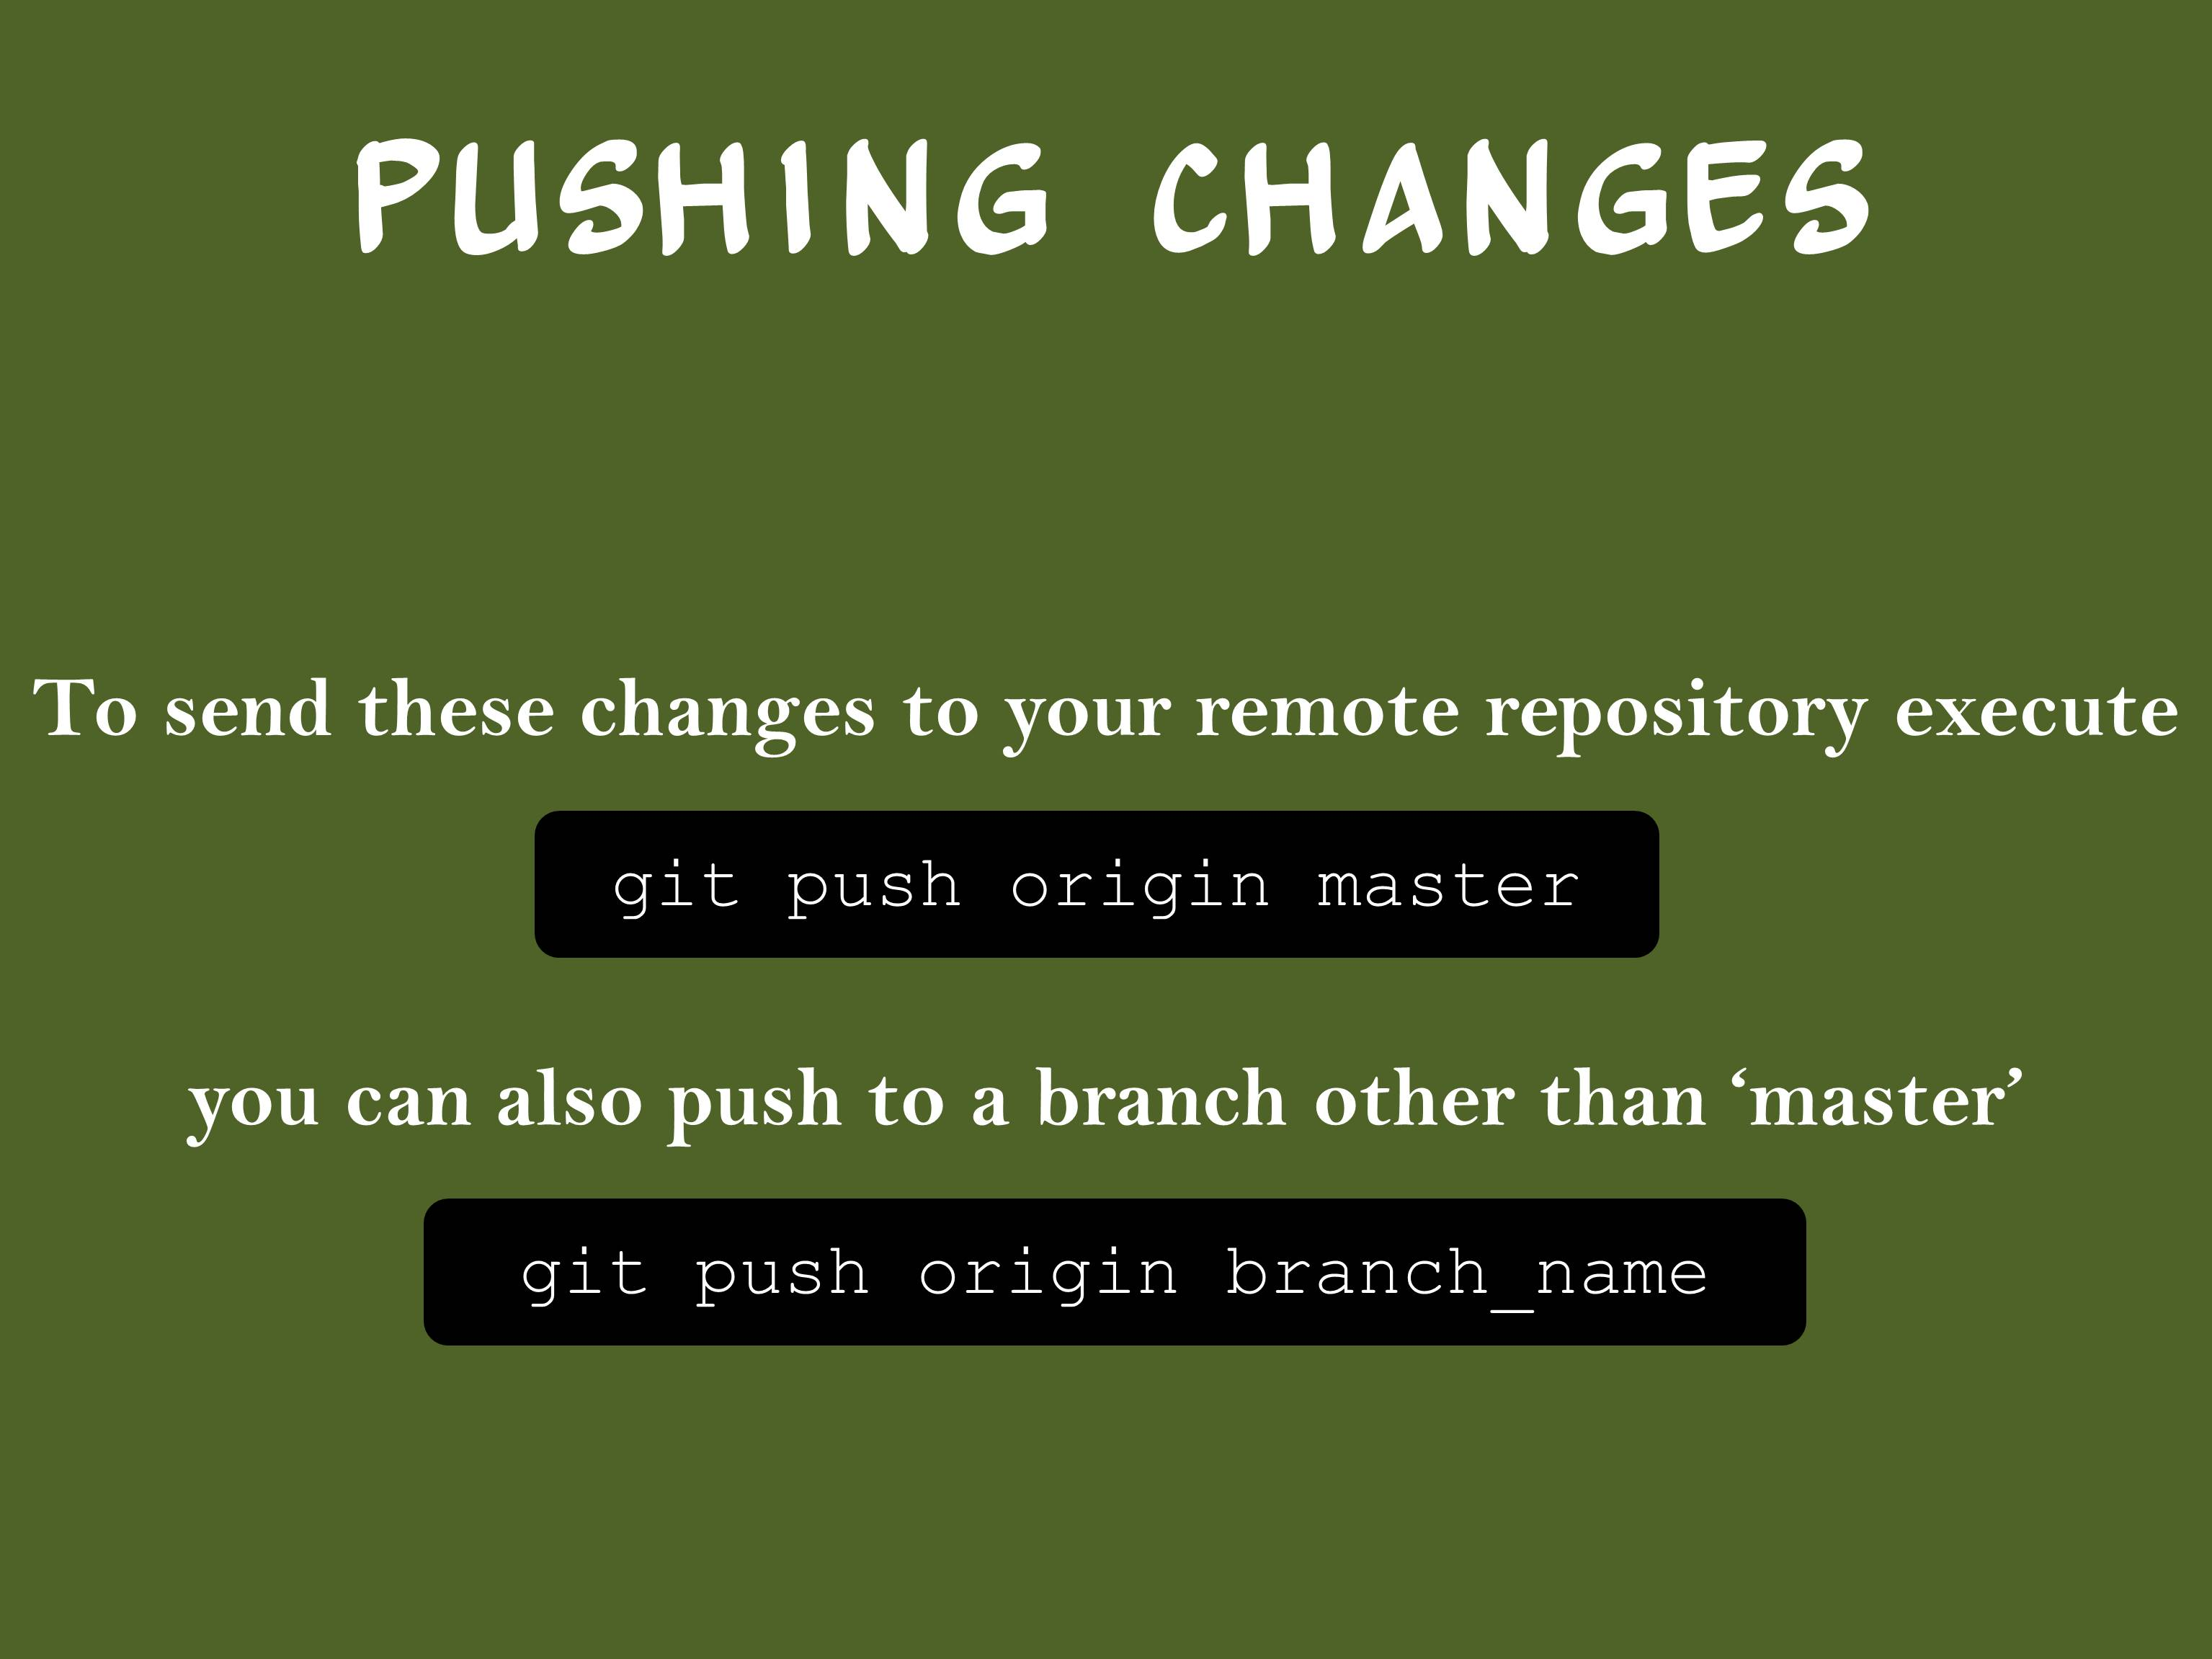 PUSHING CHANGES
To send these changes to your remote repository execute
git push origin master
you can also push to a branch other than ‘master’
git push origin branch_name